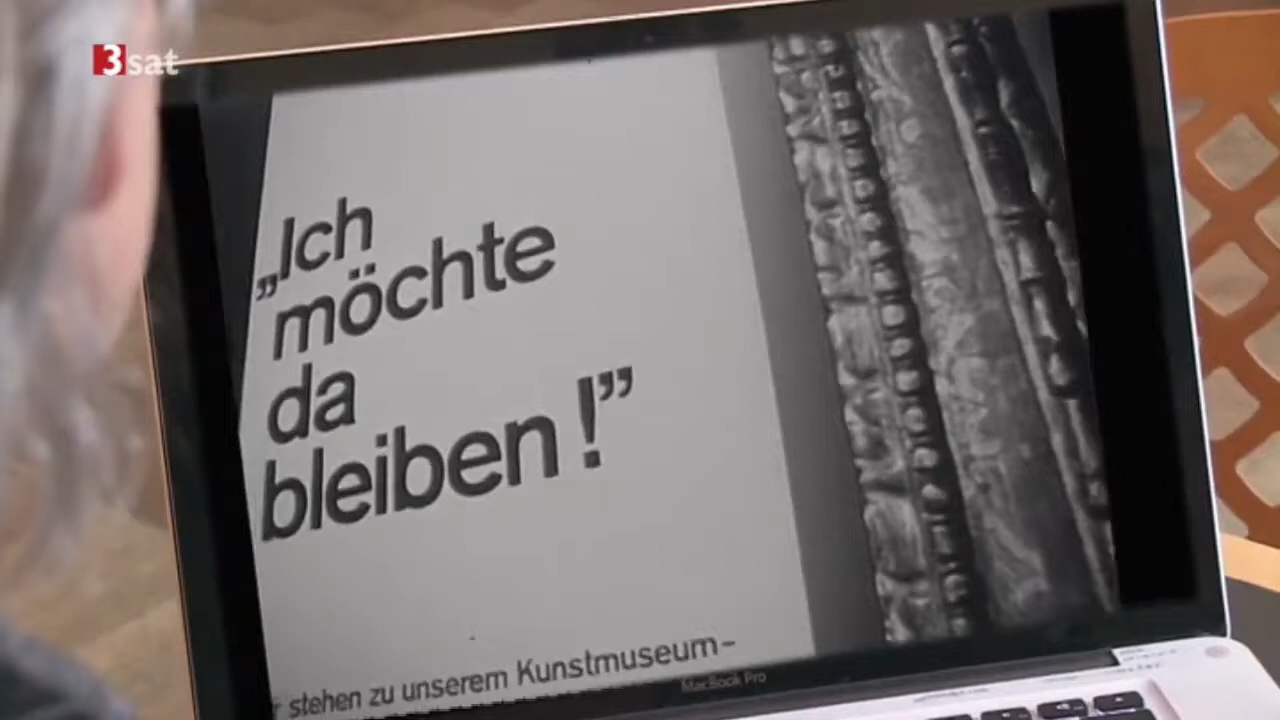 3sat
„Ich
möchte
da
bleiben!”
stehen zu unserem Kunstmuseum-
MacBook Pro